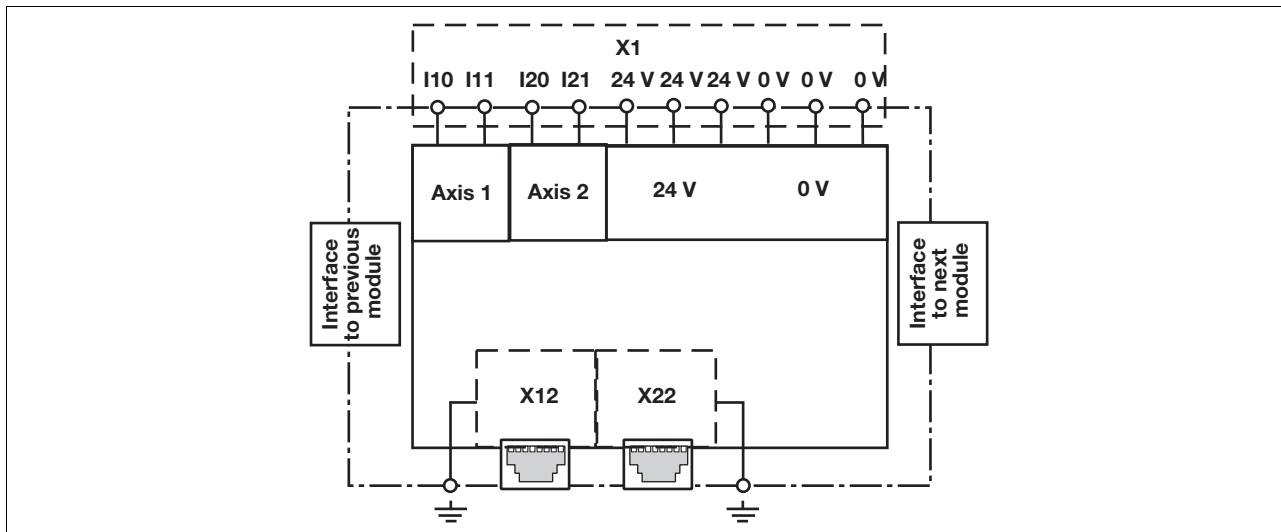 X1
I10 I11 I20 I21 24 V 24 V 24 V 0 V 0 V 0 V
Axis 1 Axis 2 24 V 0 V
Interface
to previous
module
Interface
to next
module
X12 X22